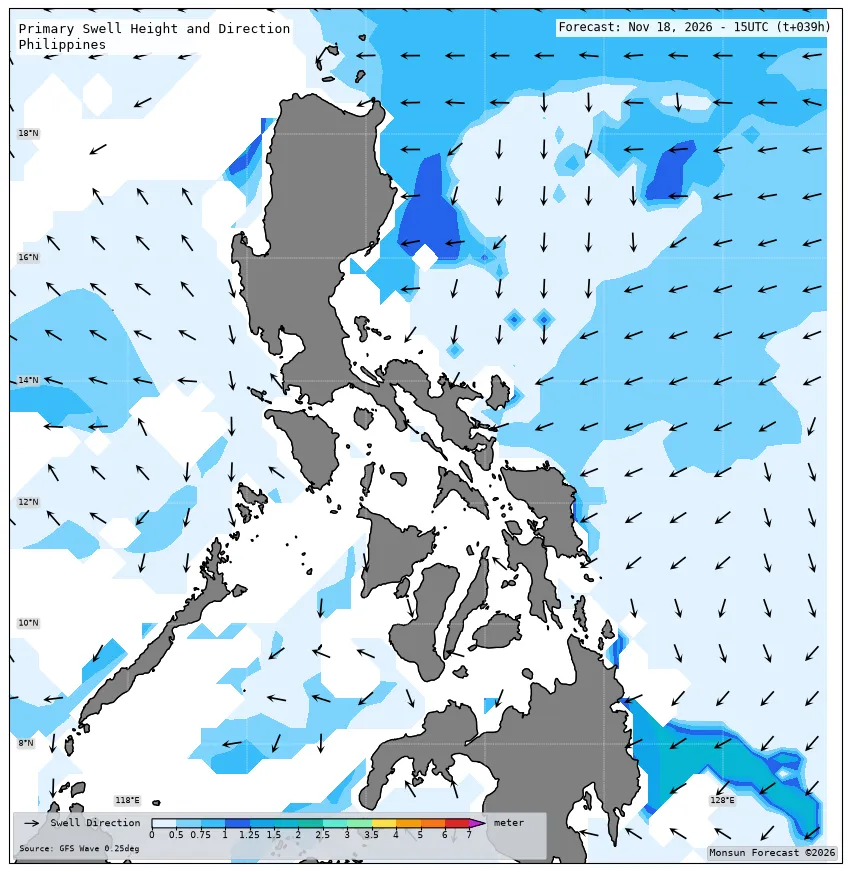 Primary Swell Height and Direction
Philippines
Forecast: Nov 18, 2026 - 15UTC (t+039h)
18°N
16°N
14°N
12°N
10°N
8°N
118°E
128°E
Swell Direction
0 0.5 0.75 1 1.25 1.5 2 2.5 3 3.5 4 5 6 7
meter
Source: GFS Wave 0.25deg
Monsun Forecast ©2026